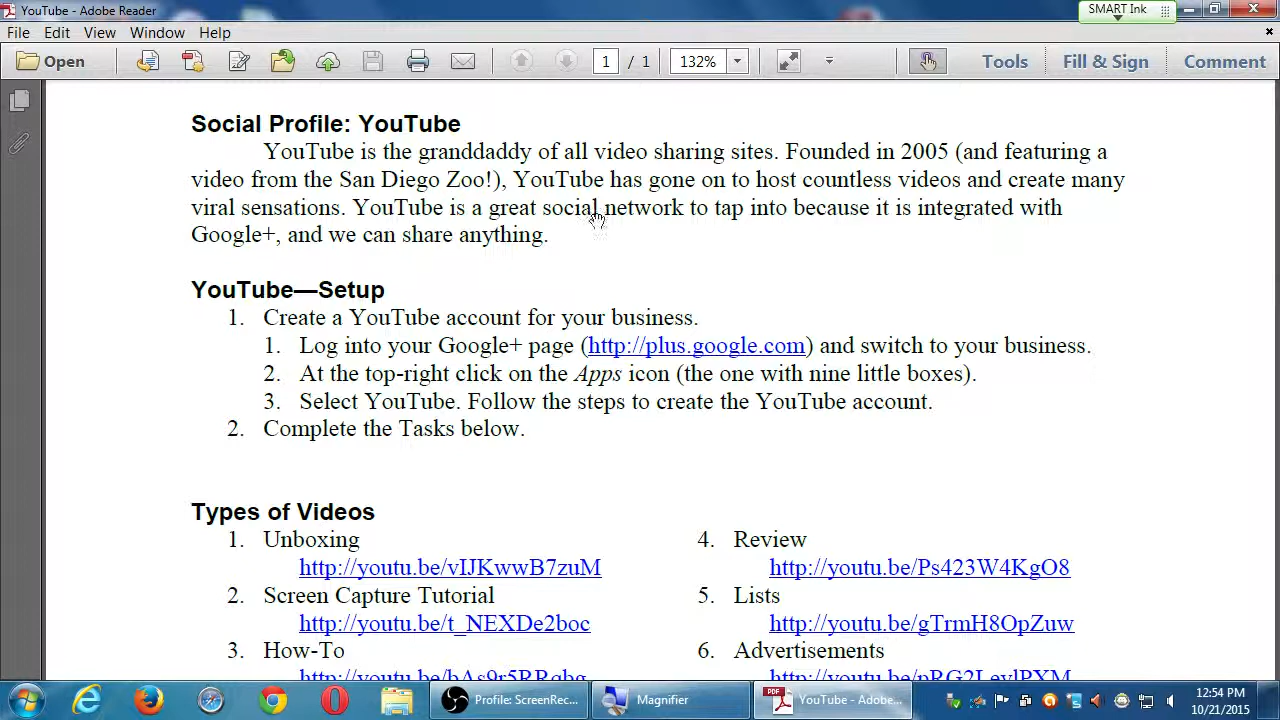 YouTube - Adobe Reader
SMART Ink
File Edit View Window Help
Open 1 / 1 132% Tools Fill & Sign Comment
Social Profile: YouTube
YouTube is the granddaddy of all video sharing sites. Founded in 2005 (and featuring a
video from the San Diego Zoo!), YouTube has gone on to host countless videos and create many
viral sensations. YouTube is a great social network to tap into because it is integrated with
Google+, and we can share anything.
YouTube—Setup
1. Create a YouTube account for your business.
1. Log into your Google+ page (http://plus.google.com) and switch to your business.
2. At the top-right click on the Apps icon (the one with nine little boxes).
3. Select YouTube. Follow the steps to create the YouTube account.
2. Complete the Tasks below.
Types of Videos
1. Unboxing
http://youtu.be/vIJKwwB7zuM
2. Screen Capture Tutorial
http://youtu.be/t_NEXDe2boc
3. How-To
4. Review
http://youtu.be/Ps423W4KgO8
5. Lists
http://youtu.be/gTrmH8OpZuw
6. Advertisements
Profile: ScreenRec...
Magnifier
PDF
YouTube - Adobe...
12:54 PM
10/21/2015